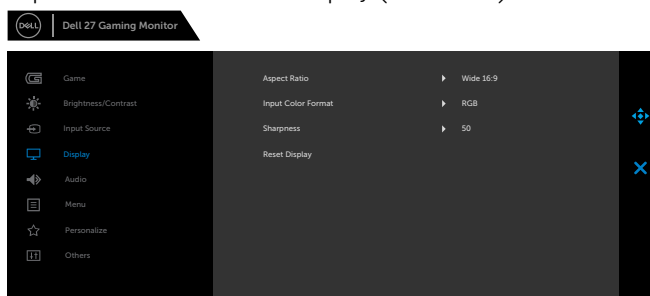 DELL
Dell 27 Gaming Monitor
Game
Aspect Ratio Wide 16:9
Brightness/Contrast
Input Color Format RGB
Input Source
Sharpness 50
Display
Reset Display
Audio
Menu
Personalize
Others